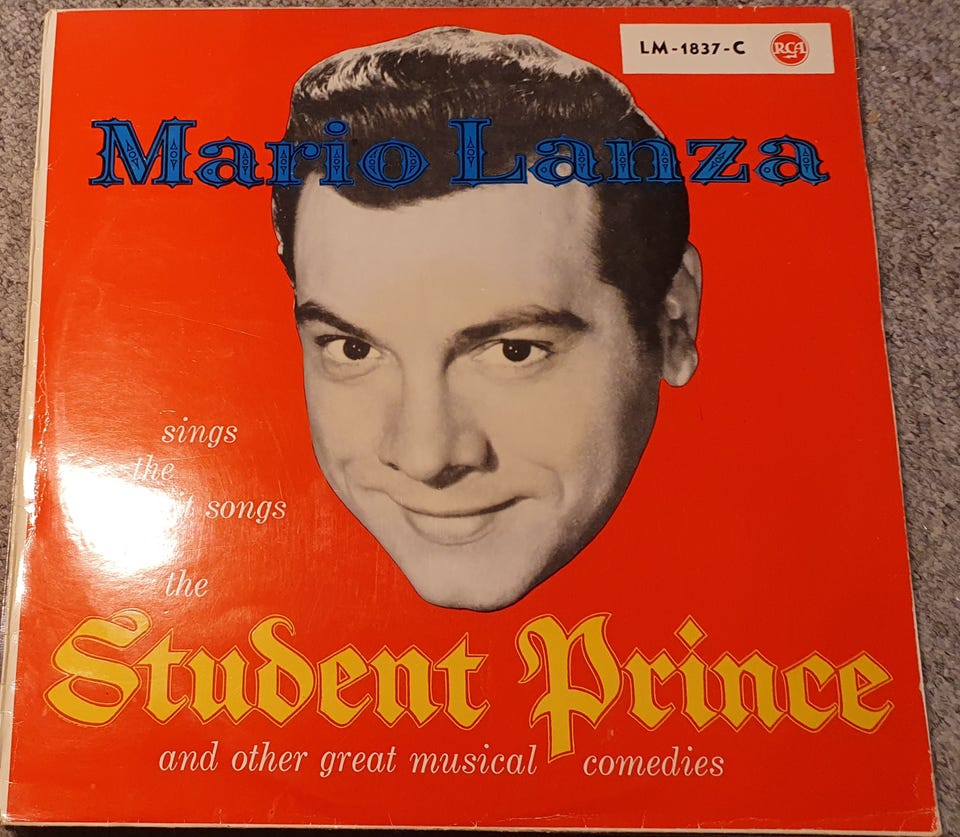 LM-1837-C RCA
Mario Lanza
sings
the
songs
the
Student Prince
and other great musical comedies